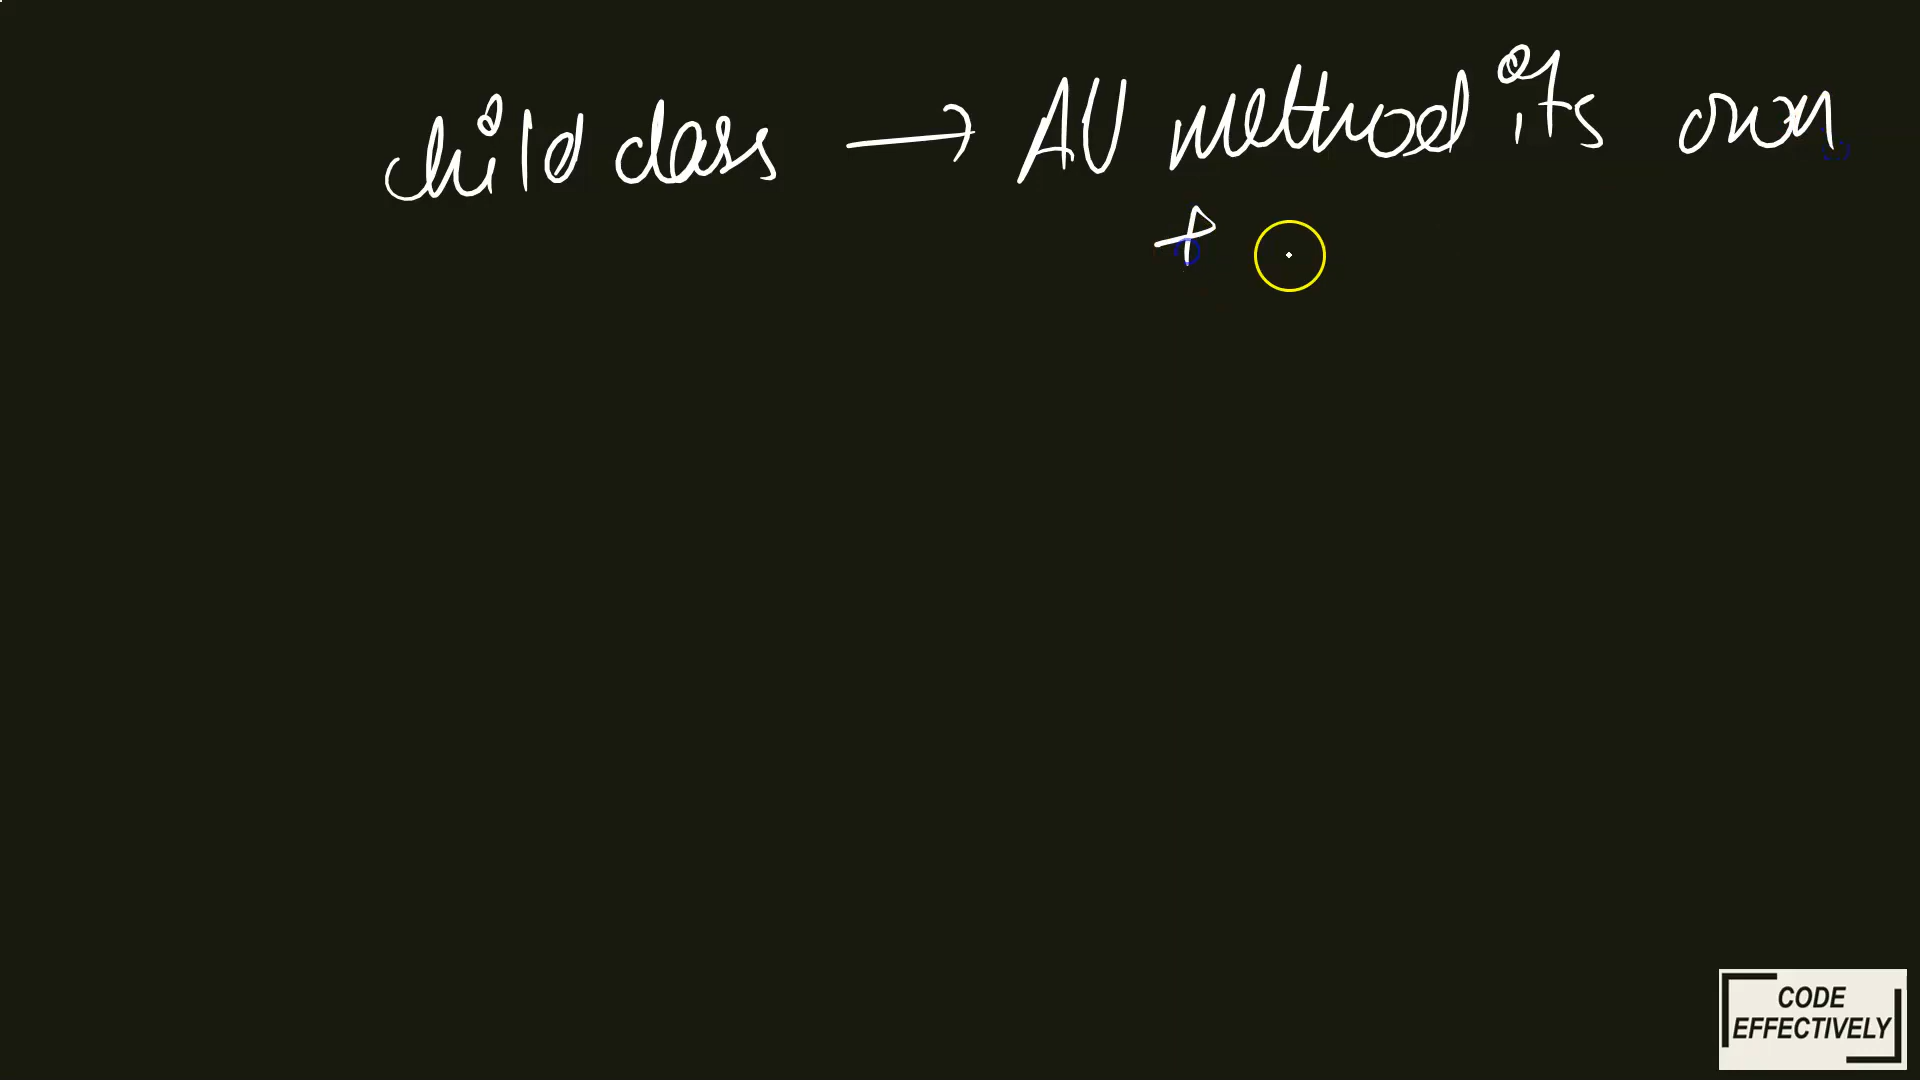 child class → All method of its own
+
CODE
EFFECTIVELY